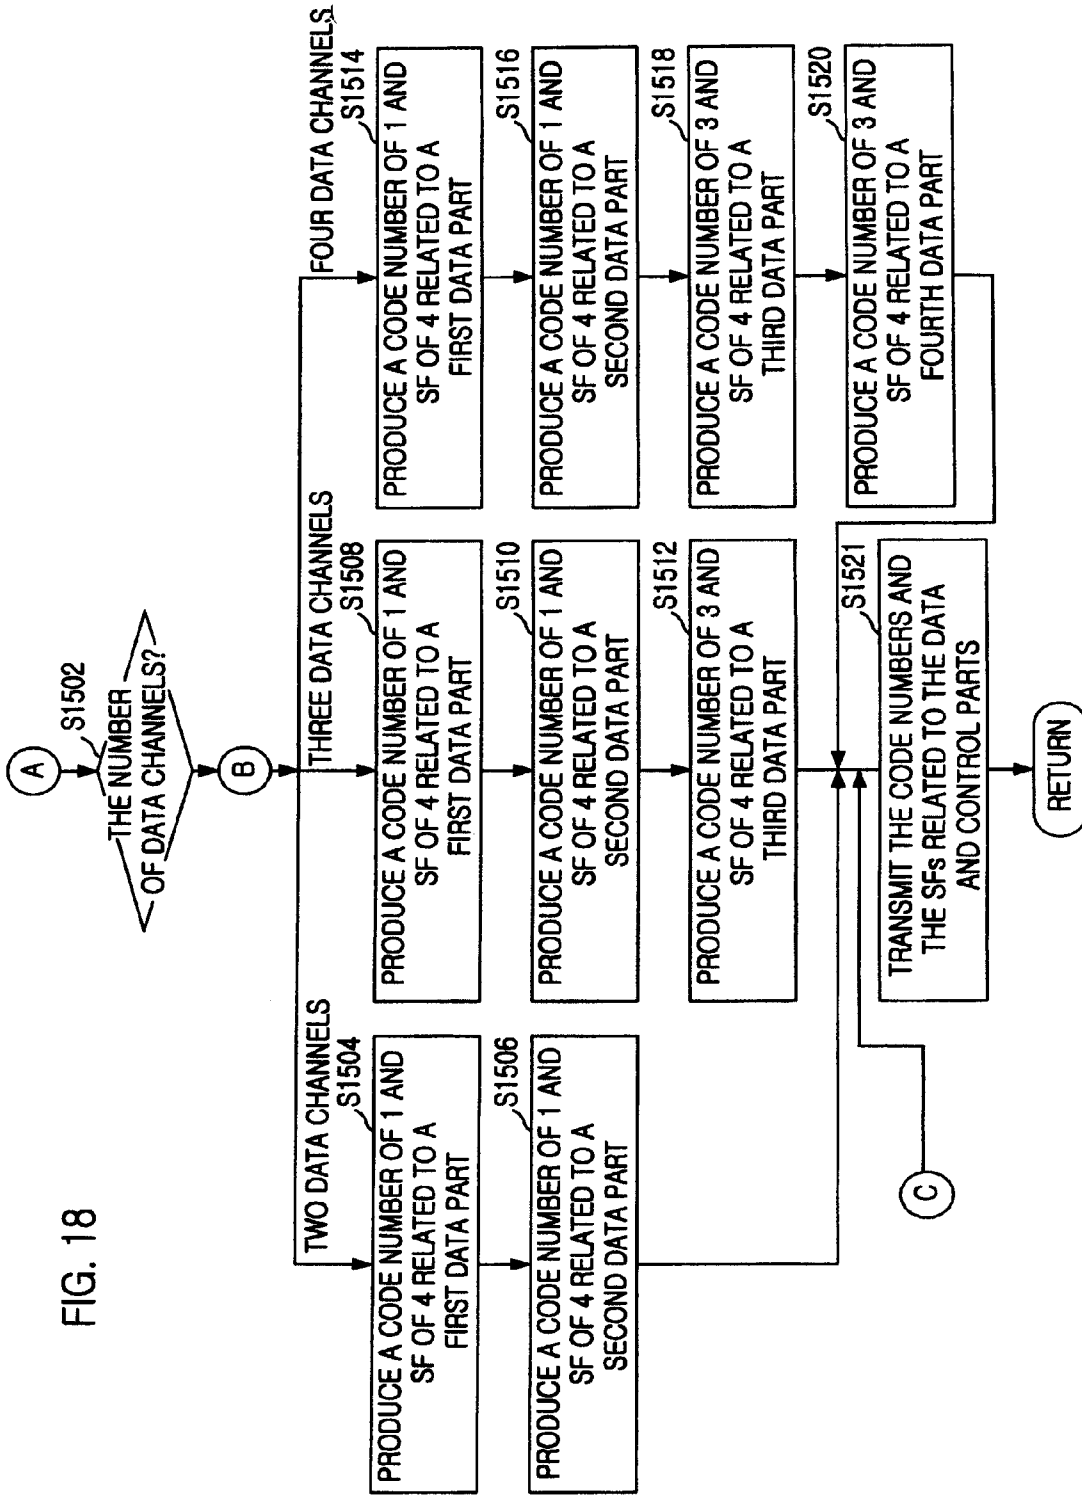 FIG. 18
A
S1502
THE NUMBER
OF DATA CHANNELS?
B
TWO DATA CHANNELS
S1504
PRODUCE A CODE NUMBER OF 1 AND
SF OF 4 RELATED TO A
FIRST DATA PART
S1506
PRODUCE A CODE NUMBER OF 1 AND
SF OF 4 RELATED TO A
SECOND DATA PART
THREE DATA CHANNELS
S1508
PRODUCE A CODE NUMBER OF 1 AND
SF OF 4 RELATED TO A
FIRST DATA PART
S1510
PRODUCE A CODE NUMBER OF 1 AND
SF OF 4 RELATED TO A
SECOND DATA PART
S1512
PRODUCE A CODE NUMBER OF 3 AND
SF OF 4 RELATED TO A
THIRD DATA PART
FOUR DATA CHANNELS
S1514
PRODUCE A CODE NUMBER OF 1 AND
SF OF 4 RELATED TO A
FIRST DATA PART
S1516
PRODUCE A CODE NUMBER OF 1 AND
SF OF 4 RELATED TO A
SECOND DATA PART
S1518
PRODUCE A CODE NUMBER OF 3 AND
SF OF 4 RELATED TO A
THIRD DATA PART
S1520
PRODUCE A CODE NUMBER OF 3 AND
SF OF 4 RELATED TO A
FOURTH DATA PART
C
S1521
TRANSMIT THE CODE NUMBERS AND
THE SFs RELATED TO THE DATA
AND CONTROL PARTS
RETURN